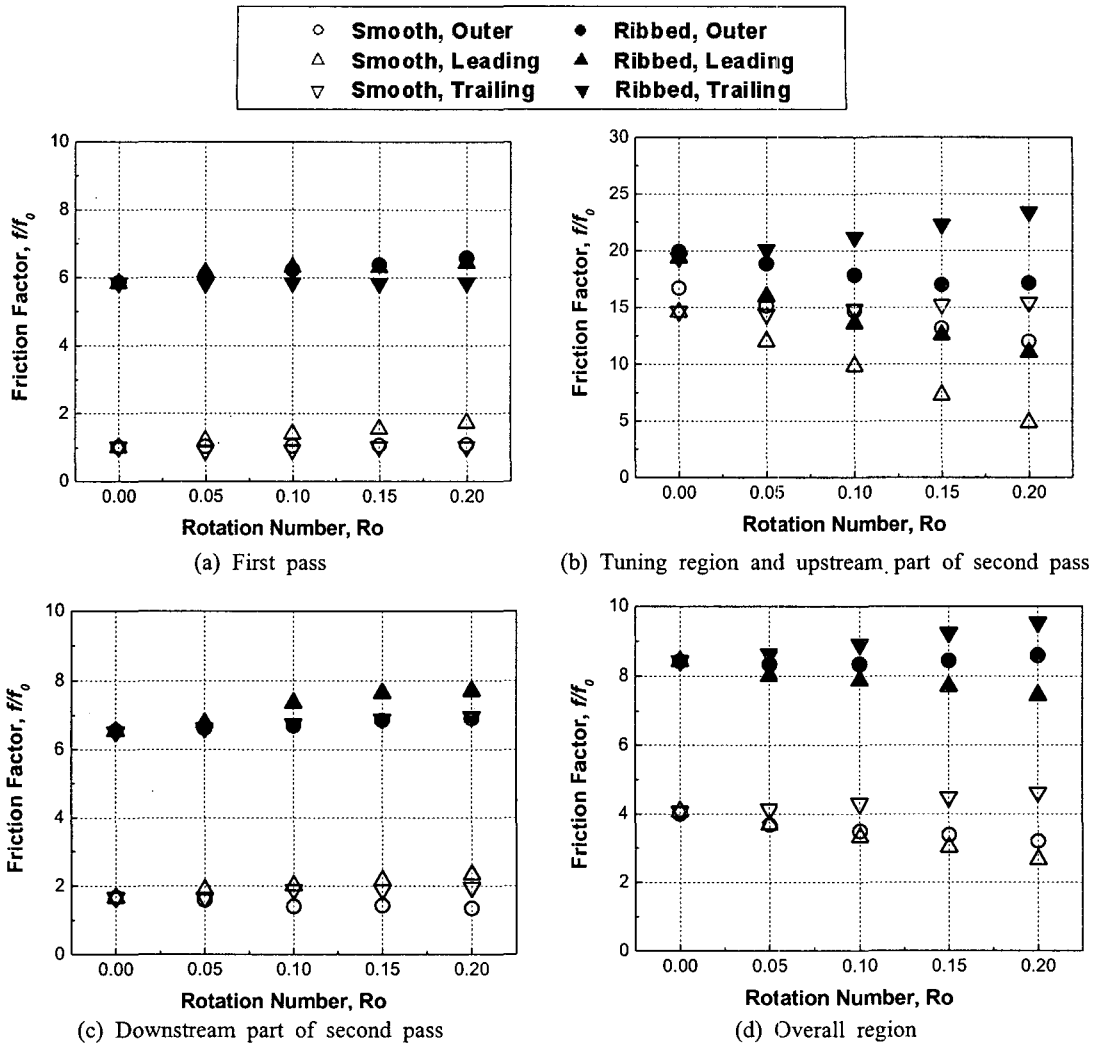 Smooth, Outer Ribbed, Outer
Smooth, Leading Ribbed, Leading
Smooth, Trailing Ribbed, Trailing
10
8
6
4
2
0
Friction Factor, f/f0
0.00 0.05 0.10 0.15 0.20
Rotation Number, Ro
(a) First pass
30
25
20
15
10
5
0
Friction Factor, f/f0
0.00 0.05 0.10 0.15 0.20
Rotation Number, Ro
(b) Tuning region and upstream part of second pass
10
8
6
4
2
0
Friction Factor, f/f0
0.00 0.05 0.10 0.15 0.20
Rotation Number, Ro
(c) Downstream part of second pass
10
8
6
4
2
0
Friction Factor, f/f0
0.00 0.05 0.10 0.15 0.20
Rotation Number, Ro
(d) Overall region